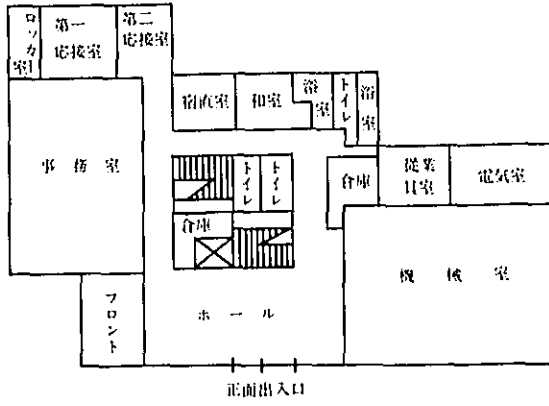 ロッカ室
第一
応接室
第二
応接室
宿直室
和室
浴室
トイレ
浴室
事務室
トイレ
トイレ
倉庫
従業
員室
電気室
倉庫
機械室
フロント
ホール
正面出入口